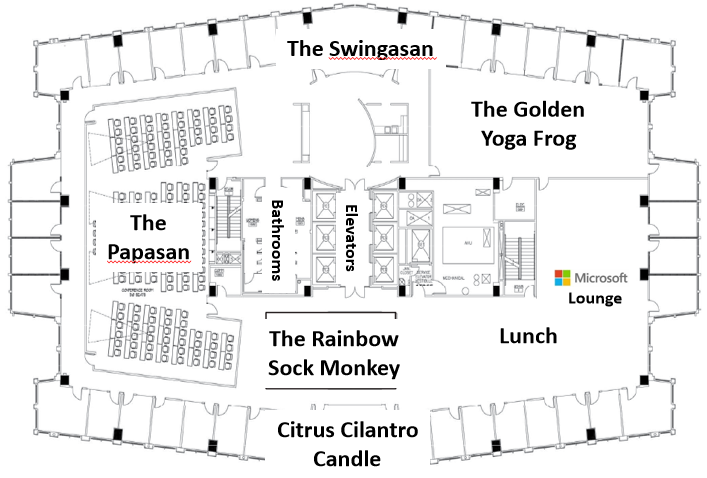 The Swingasan
The Golden
Yoga Frog
The
Papasan
Bathrooms
Elevators
Microsoft
Lounge
The Rainbow
Sock Monkey
Lunch
Citrus Cilantro
Candle